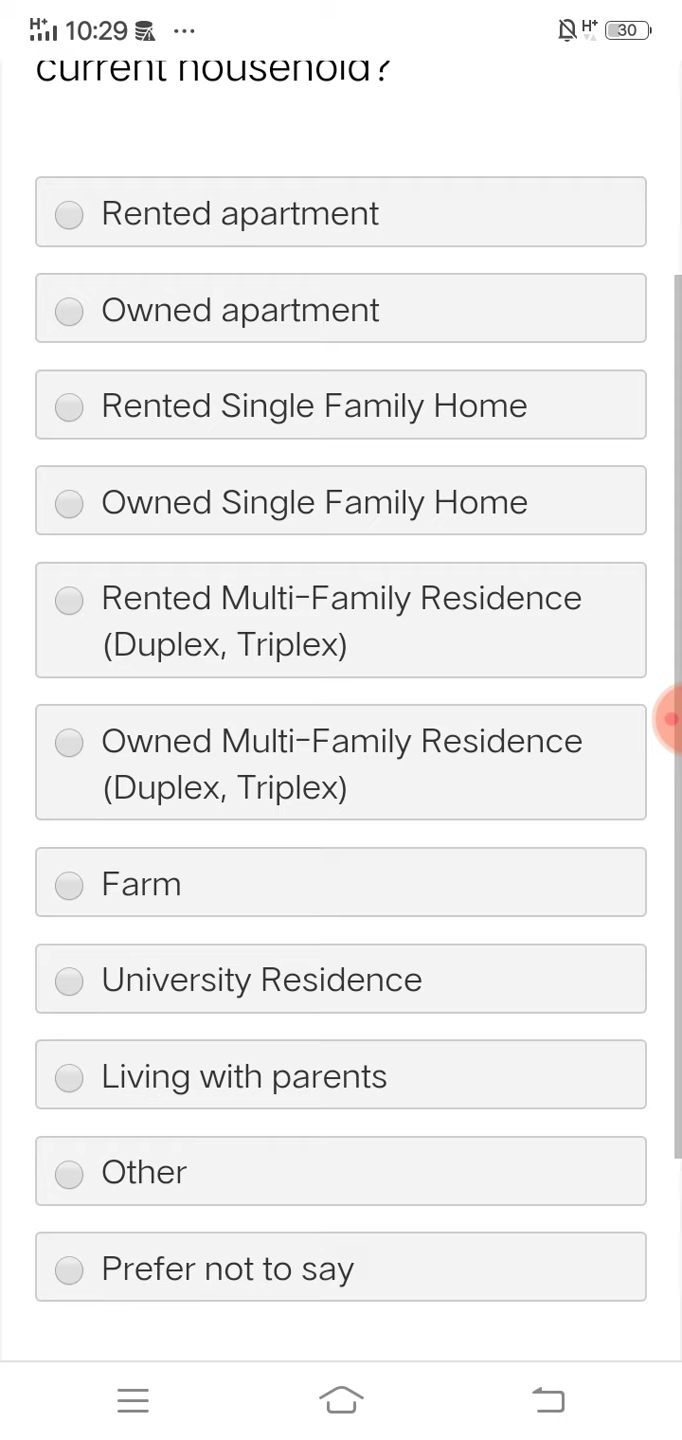 H+ 10:29 ... H+ 30
current household?
Rented apartment
Owned apartment
Rented Single Family Home
Owned Single Family Home
Rented Multi-Family Residence
(Duplex, Triplex)
Owned Multi-Family Residence
(Duplex, Triplex)
Farm
University Residence
Living with parents
Other
Prefer not to say